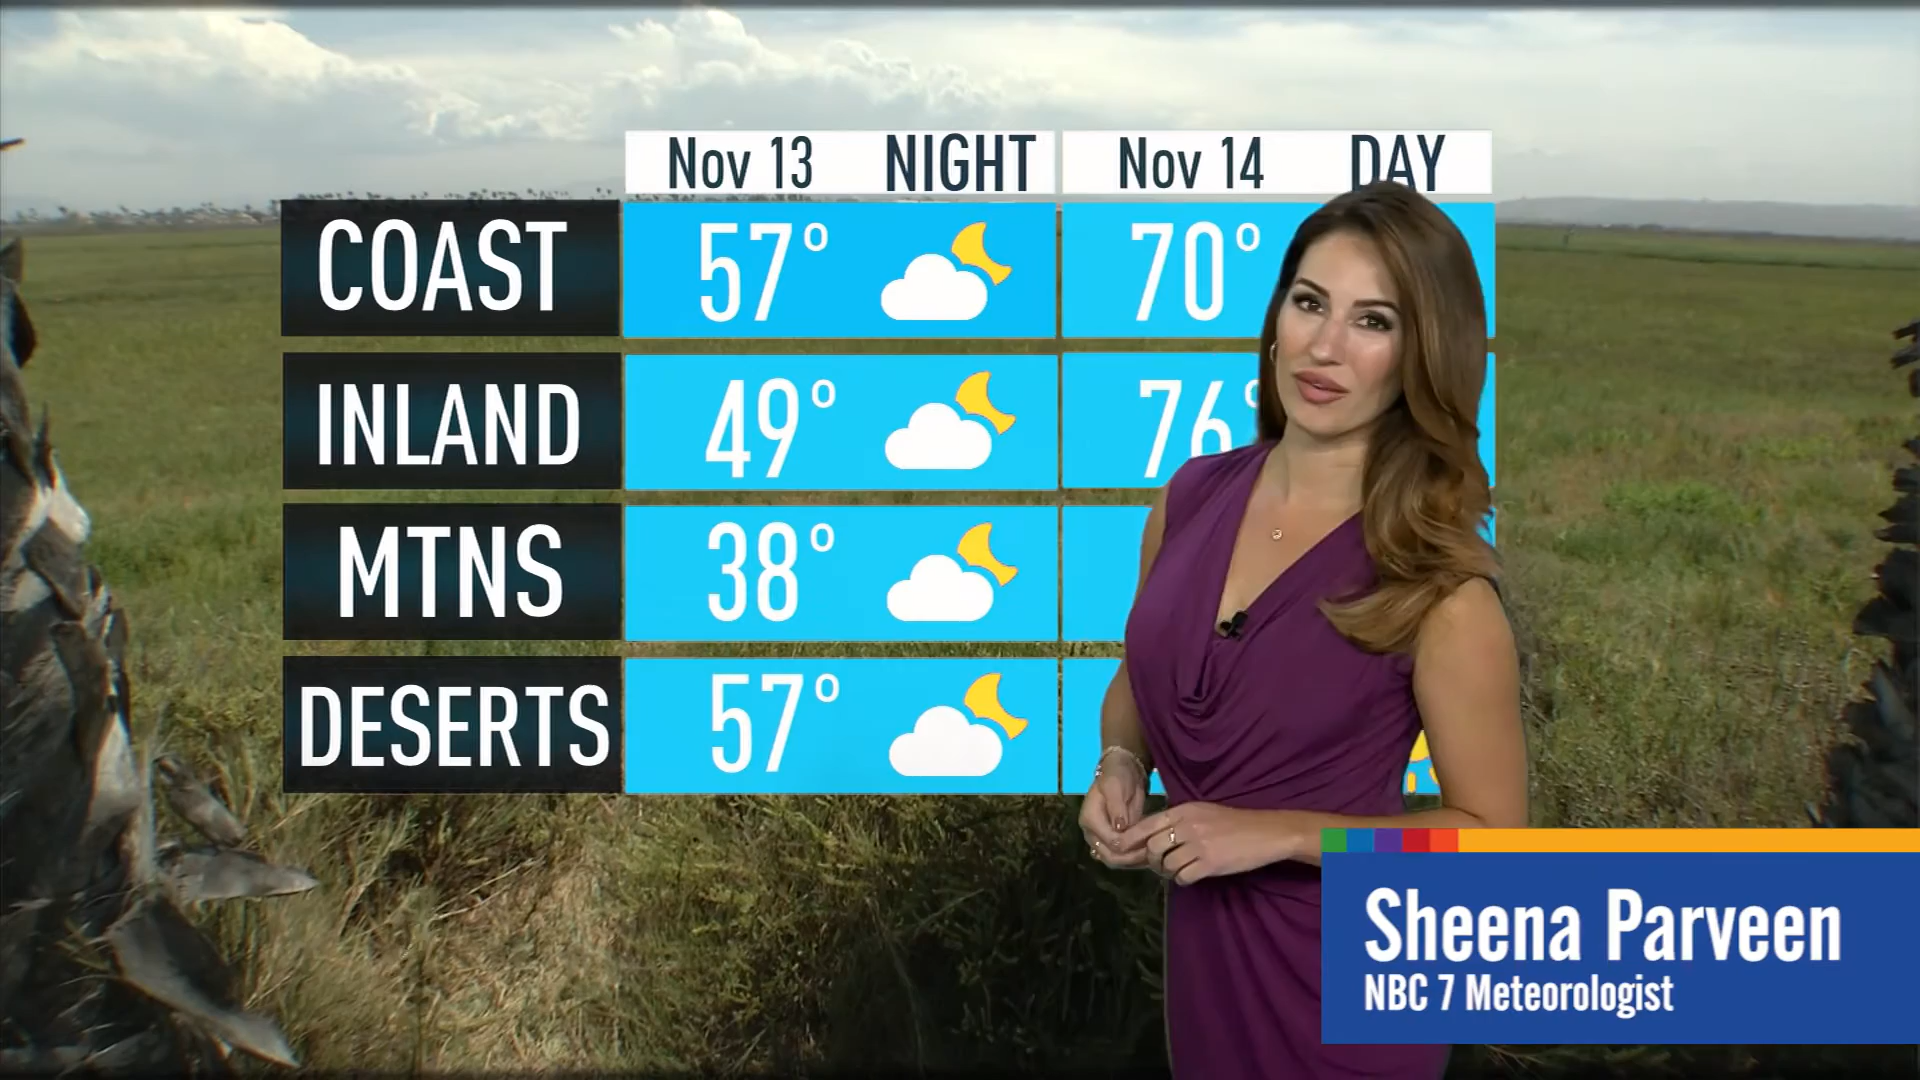 Nov 13 NIGHT Nov 14 DAY
COAST 57° 70°
INLAND 49° 76°
MTNS 38°
DESERTS 57°
Sheena Parveen
NBC 7 Meteorologist